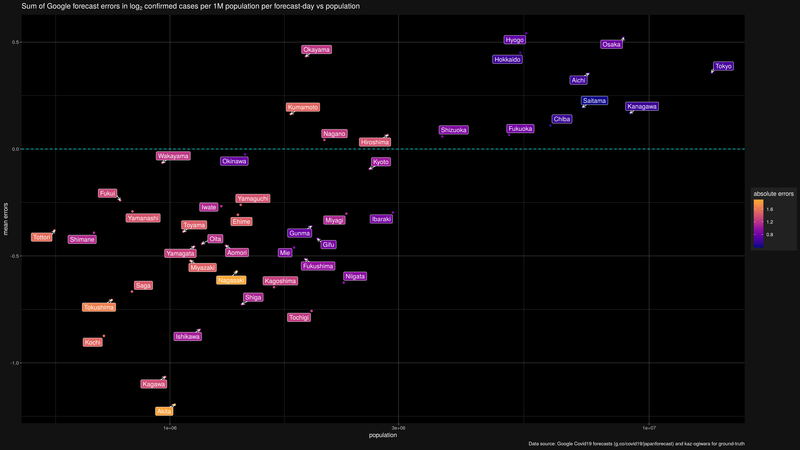 Sum of Google forecast errors in log₂ confirmed cases per 1M population per forecast-day vs population
Hyogo
Osaka
Okayama
Hokkaido
Tokyo
Aichi
Saitama
Komamoto
Kanagawa
Chiba
Nagano
Shizuoka
Fukuoka
Hiroshima
Wakayama
Okinawa
Kyoto
Fukui
Yamaguchi
Iwate
Yamanashi
Ehime
Miyagi
Ibaraki
Toyama
Gunma
Tottori
Shimane
Oita
Gifu
Yamagata
Aomori
Mie
Miyazaki
Fukushima
Nagasaki
Kagoshima
Niigata
Saga
Shiga
Tokushima
Tochigi
Ishikawa
Kochi
Kagawa
Akita
0.5
0.0
-0.5
-1.0
mean errors
1e+06
3e+06
1e+07
population
absolute errors
1.6
1.2
0.8
Data source: Google Covid19 forecasts (g.co/covid19/japanforecast) and kaz-ogiwara for ground-truth